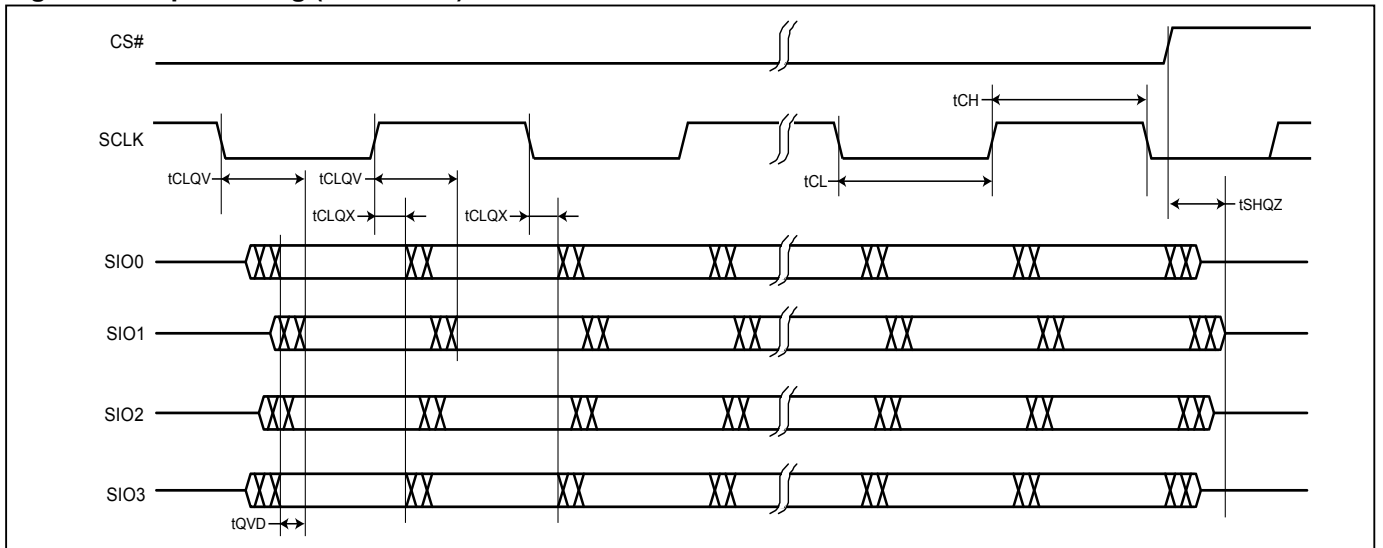 CS#
tCH
SCLK
tCLQV
tCLQV
tCL
tCLQX
tCLQX
tSHQZ
SIO0
SIO1
SIO2
SIO3
tQVD